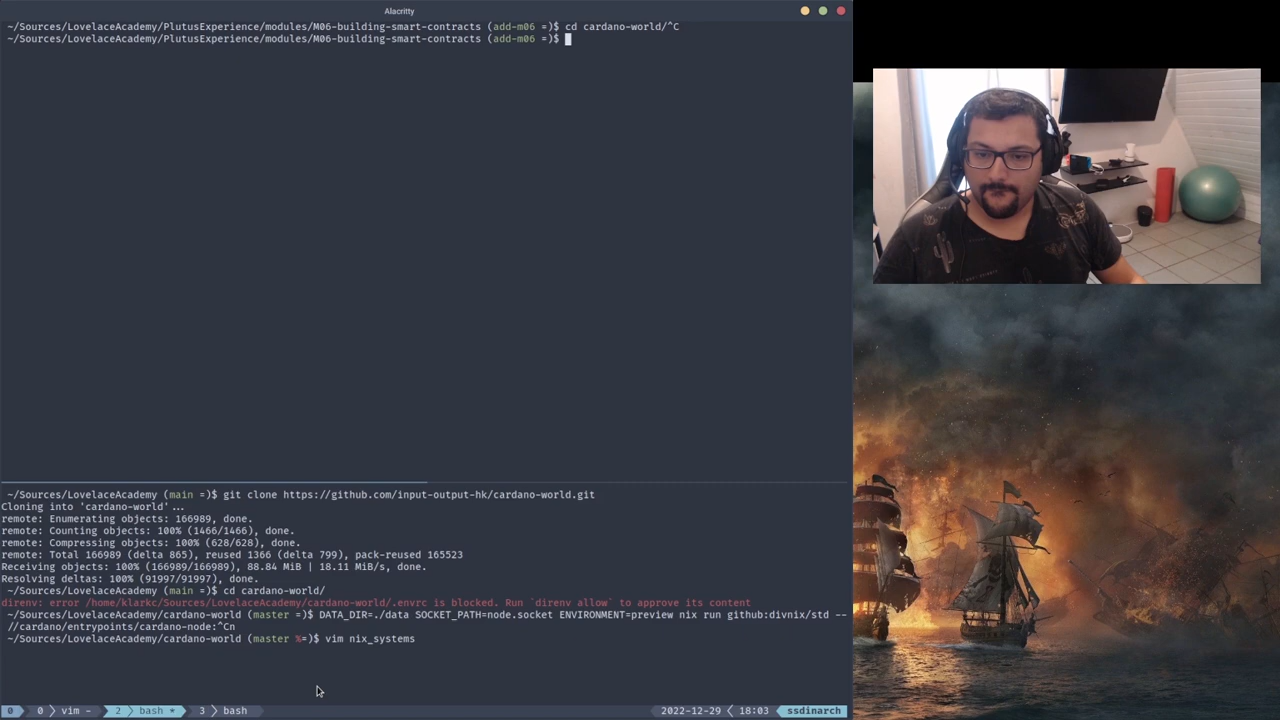 Alacritty
~/Sources/LovelaceAcademy/PlutusExperience/modules/M06-building-smart-contracts (add-m06 =)$ cd cardano-world/^C
~/Sources/LovelaceAcademy/PlutusExperience/modules/M06-building-smart-contracts (add-m06 =)$
~/Sources/LovelaceAcademy (main =)$ git clone https://github.com/input-output-hk/cardano-world.git
Cloning into 'cardano-world'...
remote: Enumerating objects: 166989, done.
remote: Counting objects: 100% (1466/1466), done.
remote: Compressing objects: 100% (628/628), done.
remote: Total 166989 (delta 865), reused 1366 (delta 799), pack-reused 165523
Receiving objects: 100% (166989/166989), 88.84 MiB | 18.11 MiB/s, done.
Resolving deltas: 100% (91997/91997), done.
~/Sources/LovelaceAcademy (main =)$ cd cardano-world/
direnv: error /home/klarkc/Sources/LovelaceAcademy/cardano-world/.envrc is blocked. Run `direnv allow` to approve its content
~/Sources/LovelaceAcademy/cardano-world (master =)$ DATA_DIR=./data SOCKET_PATH=node.socket ENVIRONMENT=preview nix run github:divnix/std --
//cardano/entrypoints/cardano-node:^Cn
~/Sources/LovelaceAcademy/cardano-world (master %=)$ vim nix_systems
0 0 vim - 2 bash * 3 bash 2022-12-29 18:03 ssdinarch